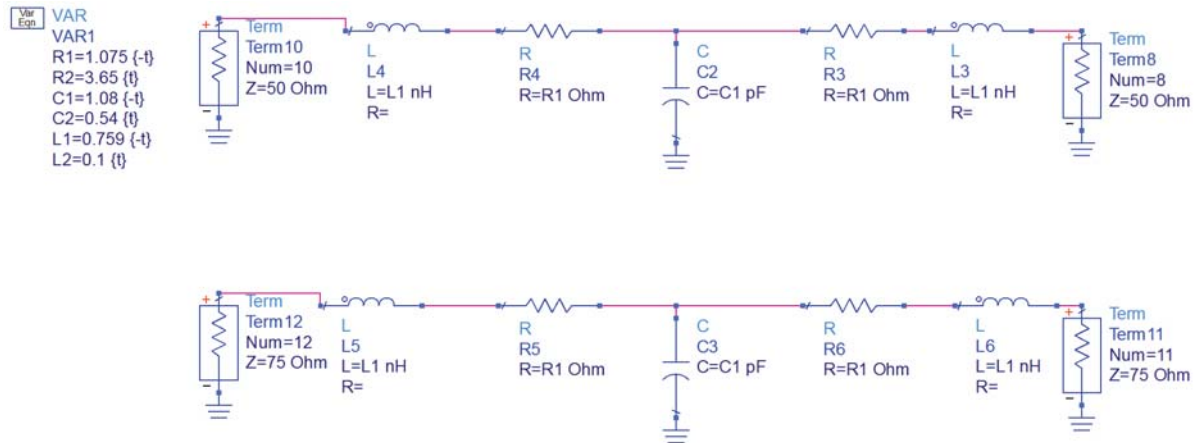 Var
Eqn
VAR
VAR1
R1=1.075 {-t}
R2=3.65 {t}
C1=1.08 {-t}
C2=0.54 {t}
L1=0.759 {-t}
L2=0.1 {t}
+
Term
Term10
Num=10
Z=50 Ohm
-
L
L4
L=L1 nH
R=
R
R4
R=R1 Ohm
C
C2
C=C1 pF
R
R3
R=R1 Ohm
L
L3
L=L1 nH
R=
+
Term
Term8
Num=8
Z=50 Ohm
-
+
Term
Term12
Num=12
Z=75 Ohm
-
L
L5
L=L1 nH
R=
R
R5
R=R1 Ohm
C
C3
C=C1 pF
R
R6
R=R1 Ohm
L
L6
L=L1 nH
R=
+
Term
Term11
Num=11
Z=75 Ohm
-